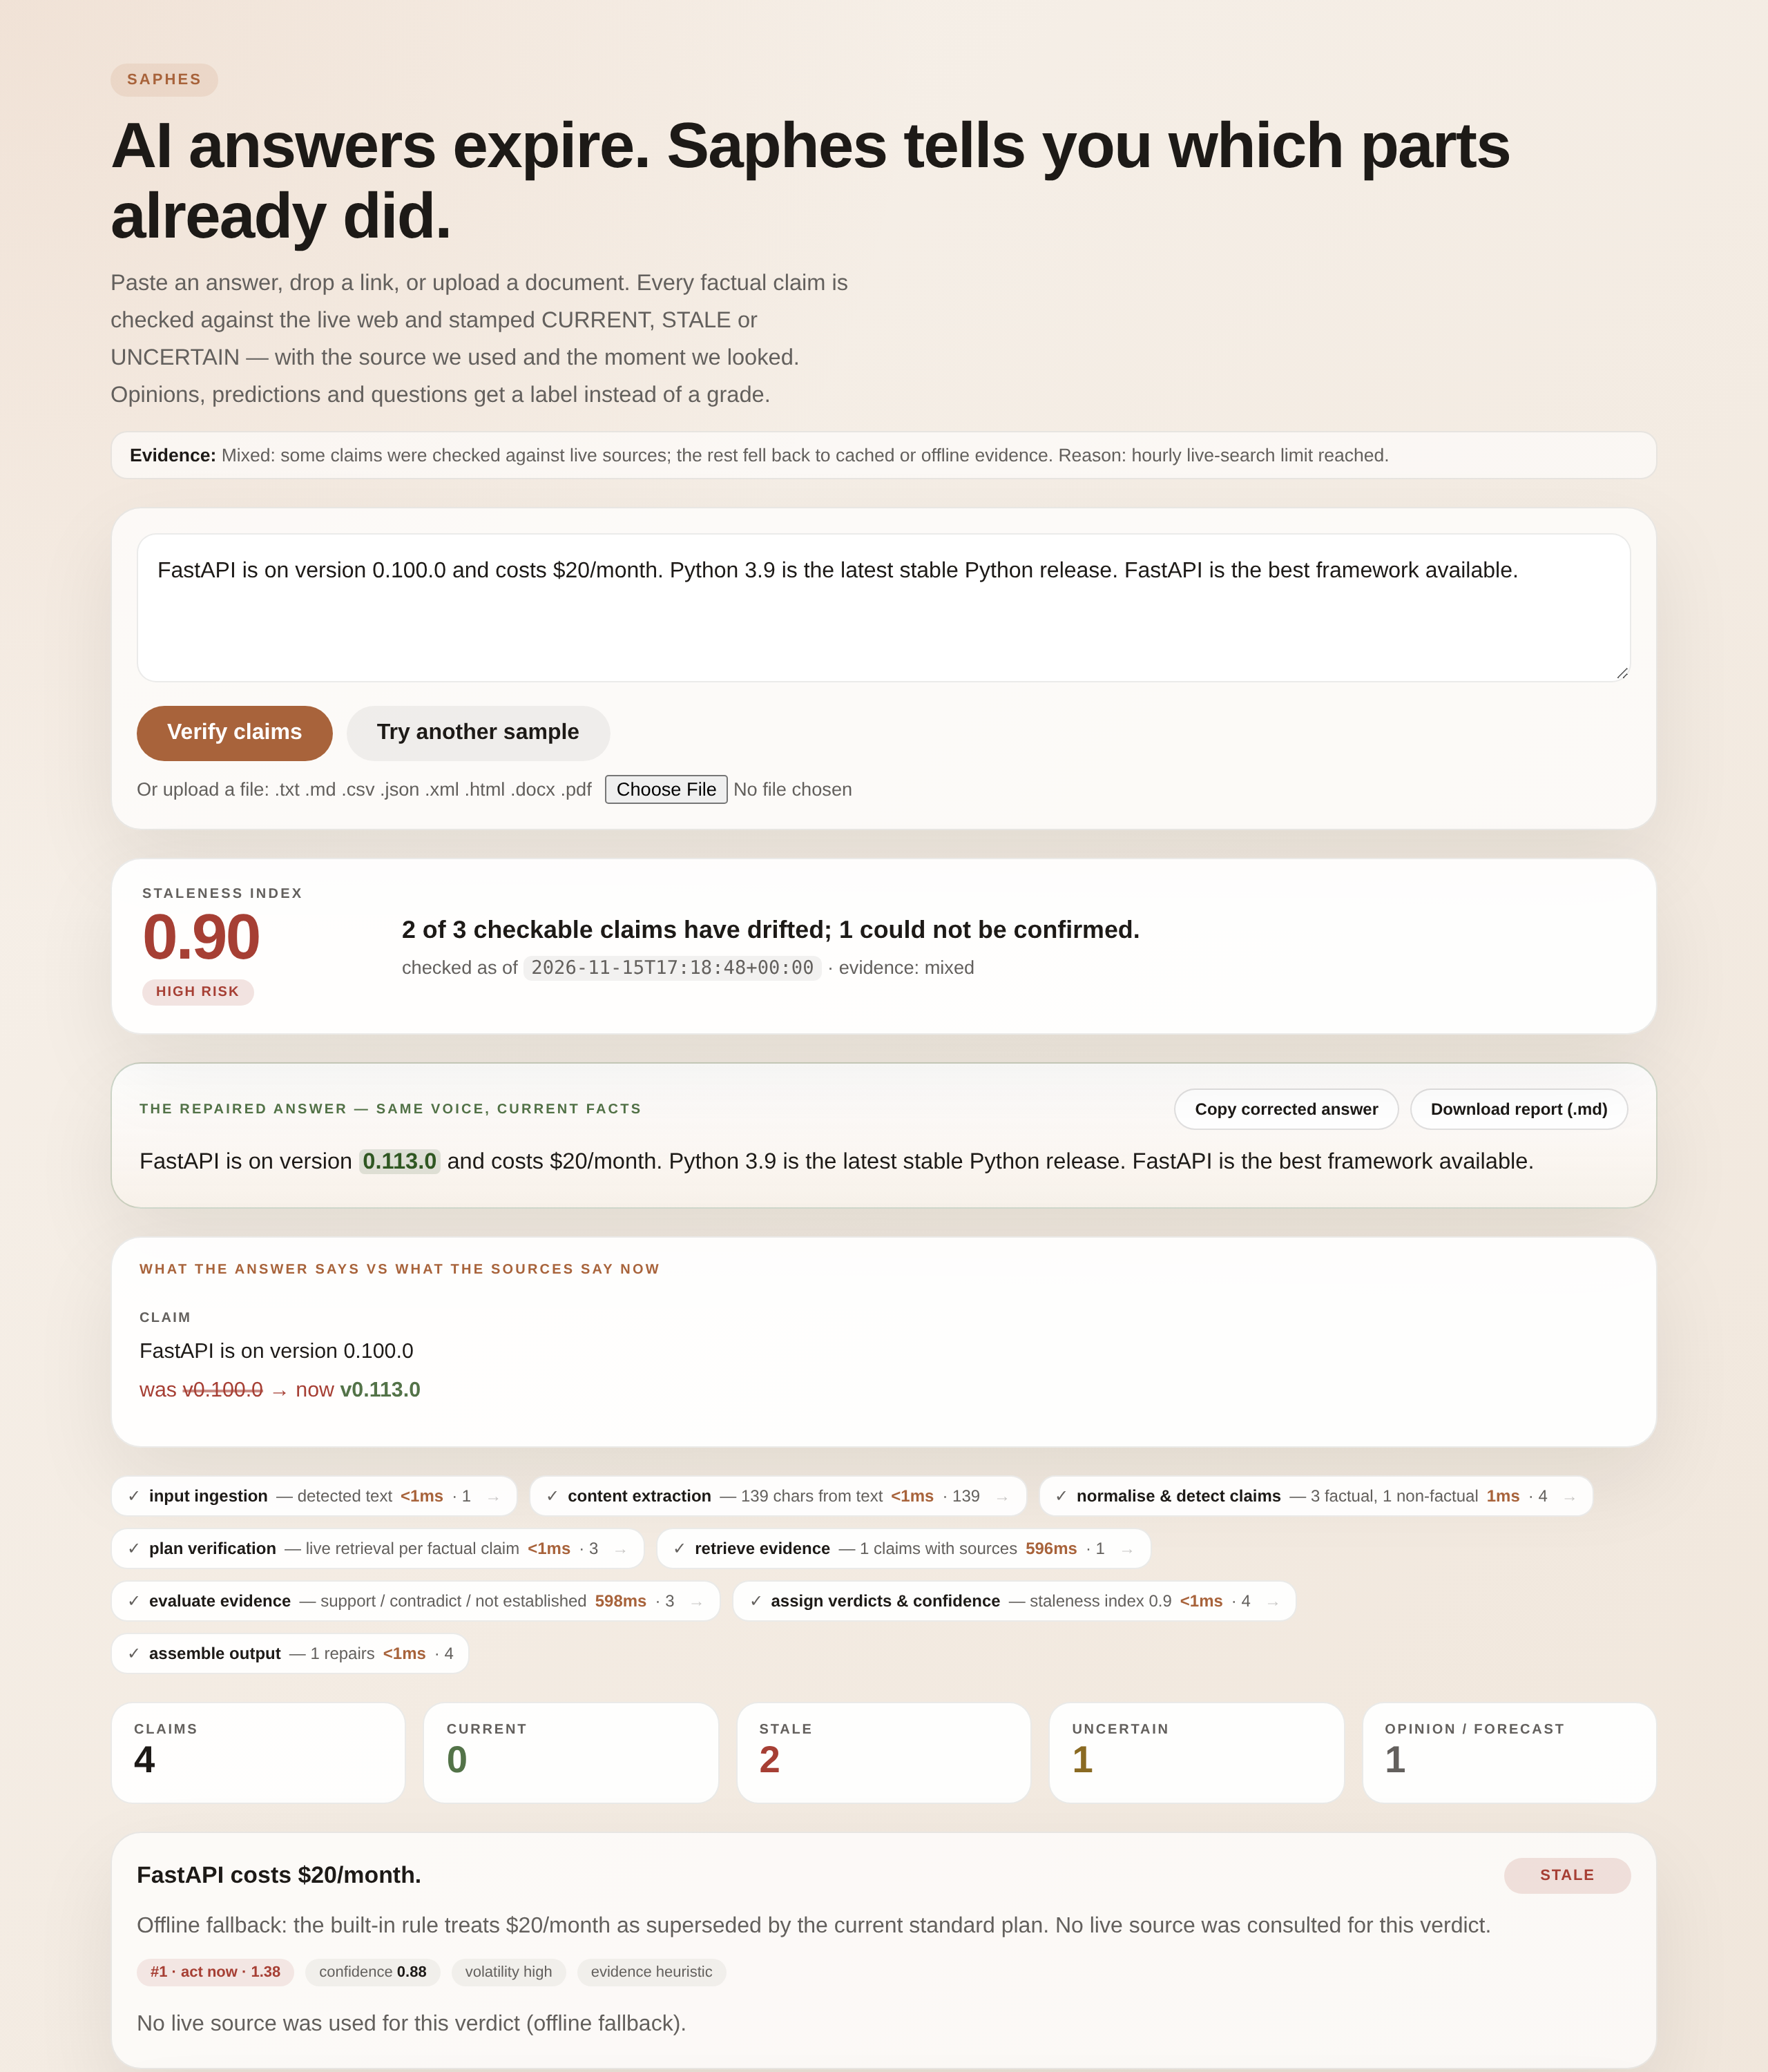 SAPHES
AI answers expire. Saphes tells you which parts
already did.
Paste an answer, drop a link, or upload a document. Every factual claim is
checked against the live web and stamped CURRENT, STALE or
UNCERTAIN — with the source we used and the moment we looked.
Opinions, predictions and questions get a label instead of a grade.
Evidence: Mixed: some claims were checked against live sources; the rest fell back to cached or offline evidence. Reason: hourly live-search limit reached.
FastAPI is on version 0.100.0 and costs $20/month. Python 3.9 is the latest stable Python release. FastAPI is the best framework available.
Verify claims Try another sample
Or upload a file: .txt .md .csv .json .xml .html .docx .pdf Choose File No file chosen
STALENESS INDEX
0.90
HIGH RISK
2 of 3 checkable claims have drifted; 1 could not be confirmed.
checked as of 2026-11-15T17:18:48+00:00 · evidence: mixed
THE REPAIRED ANSWER — SAME VOICE, CURRENT FACTS
Copy corrected answer Download report (.md)
FastAPI is on version 0.113.0 and costs $20/month. Python 3.9 is the latest stable Python release. FastAPI is the best framework available.
WHAT THE ANSWER SAYS VS WHAT THE SOURCES SAY NOW
CLAIM
FastAPI is on version 0.100.0
was v0.100.0 → now v0.113.0
✓ input ingestion — detected text <1ms · 1 → ✓ content extraction — 139 chars from text <1ms · 139 → ✓ normalise & detect claims — 3 factual, 1 non-factual 1ms · 4 →
✓ plan verification — live retrieval per factual claim <1ms · 3 → ✓ retrieve evidence — 1 claims with sources 596ms · 1 →
✓ evaluate evidence — support / contradict / not established 598ms · 3 → ✓ assign verdicts & confidence — staleness index 0.9 <1ms · 4 →
✓ assemble output — 1 repairs <1ms · 4
CLAIMS
4
CURRENT
0
STALE
2
UNCERTAIN
1
OPINION / FORECAST
1
FastAPI costs $20/month.
STALE
Offline fallback: the built-in rule treats $20/month as superseded by the current standard plan. No live source was consulted for this verdict.
#1 · act now · 1.38 confidence 0.88 volatility high evidence heuristic
No live source was used for this verdict (offline fallback).